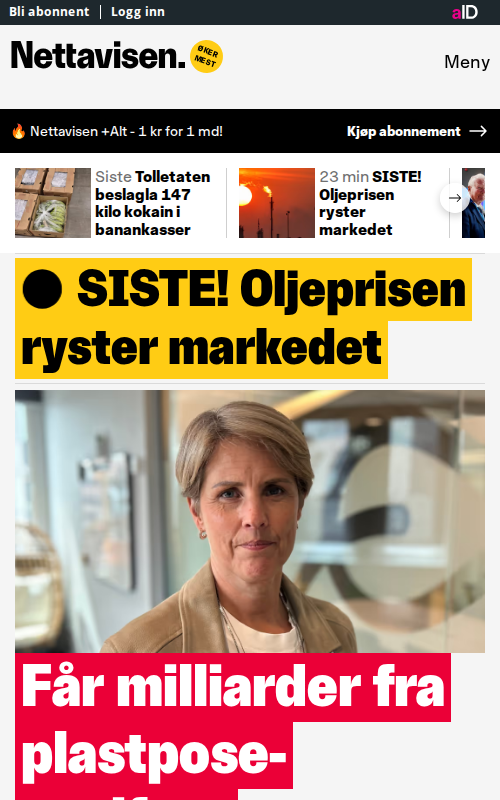 Bli abonnent
Logg inn
aID
Nettavisen.
ØKER
MEST
Meny
🔥 Nettavisen +Alt - 1 kr for 1 md!
Kjøp abonnement →
Siste Tolletaten
beslagla 147
kilo kokain i
banankasser
23 min SISTE!
Oljeprisen
ryster
markedet
SISTE! Oljeprisen
ryster markedet
Får milliarder fra
plastpose-